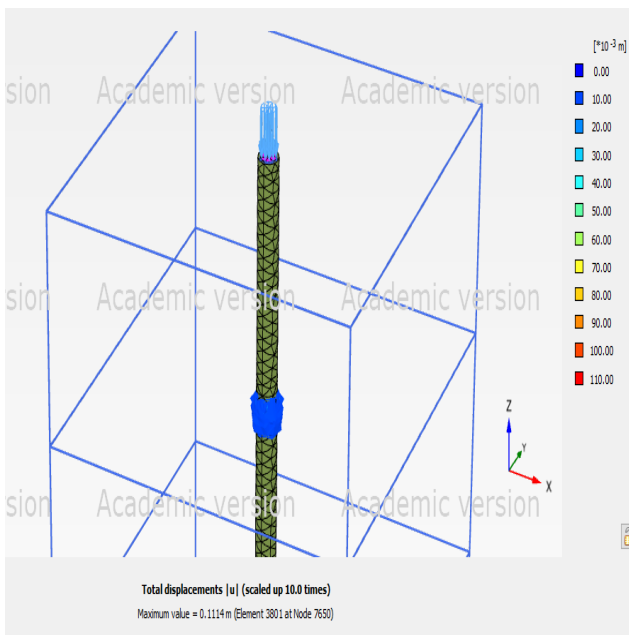 [*10 -3 m]
0.00
10.00
20.00
30.00
40.00
50.00
60.00
70.00
80.00
90.00
100.00
110.00
sion Academic version Academic version
sion Academic version Academic version
sion Academic version Academic version
Z
Y
X
Total displacements |u| (scaled up 10.0 times)
Maximum value = 0.1114 m (Element 3801 at Node 7650)